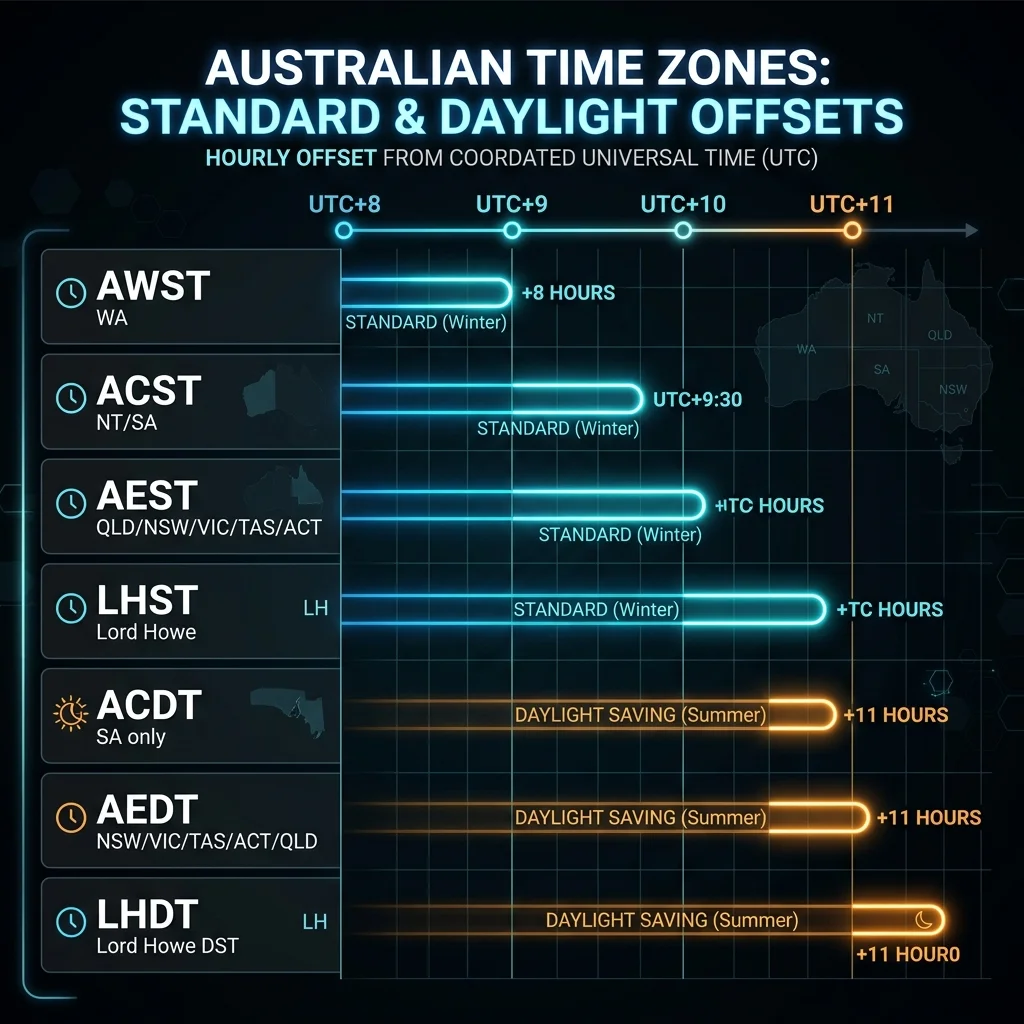 AUSTRALIAN TIME ZONES:
STANDARD & DAYLIGHT OFFSETS
HOURLY OFFSET FROM COORDATED UNIVERSAL TIME (UTC)
UTC+8
UTC+9
UTC+10
UTC+11
AWST
WA
+8 HOURS
STANDARD (Winter)
ACST
NT/SA
UTC+9:30
STANDARD (Winter)
AEST
QLD/NSW/VIC/TAS/ACT
HOURS
STANDARD (Winter)
LHST
Lord Howe
LH
STANDARD (Winter)
+TC HOURS
ACDT
SA only
DAYLIGHT SAVING (Summer)
+11 HOURS
AEDT
NSW/VIC/TAS/ACT/QLD
DAYLIGHT SAVING (Summer)
+11 HOURS
LHDT
Lord Howe DST
LH
DAYLIGHT SAVING (Summer)
+11 HOUR0
NT
QLD
WA
SA
NSW